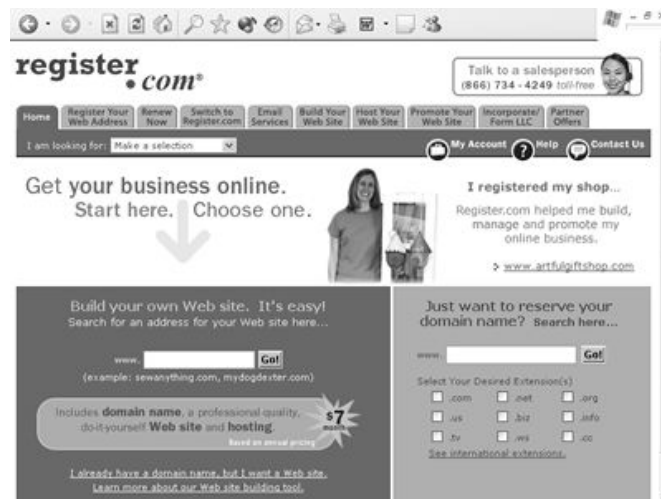 register
.com®
Talk to a salesperson
(866) 734 - 4249 toll-free
Home
Register Your
Web Address
Renew
Now
Switch to
Register.com
Email
Services
Build Your
Web Site
Host Your
Web Site
Promote Your
Web Site
Incorporate/
Form LLC
Partner
Offers
I am looking for: Make a selection
My Account
? Help
Contact Us
Get your business online.
Start here. Choose one.
I registered my shop...
Register.com helped me build,
manage and promote my
online business.
www.artfulgiftshop.com
Build your own Web site. It's easy!
Search for an address for your Web site here...
www. Go!
(example: sewanything.com, mydogdexter.com)
Includes domain name, a professional quality,
do-it-yourself Web site and hosting.
Based on annual pricing
$7
month
I already have a domain name, but I want a Web site.
Learn more about our Web site building tool.
Just want to reserve your
domain name? Search here...
www. Go!
Select Your Desired Extension(s)
.com .net .org
.us .biz .info
.tv .ws .cc
See international extensions.